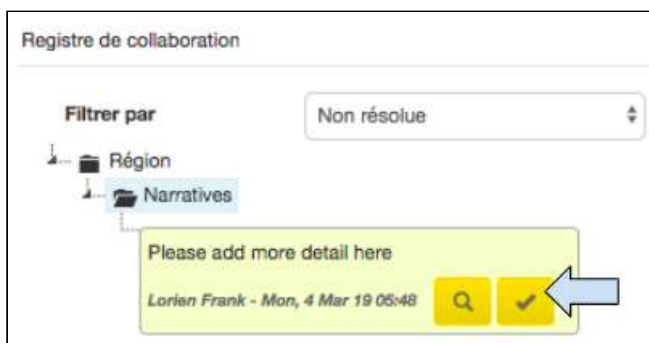 Registre de collaboration
Filtrer par Non résolue
Région
Narratives
Please add more detail here
Lorien Frank - Mon, 4 Mar 19 05:48